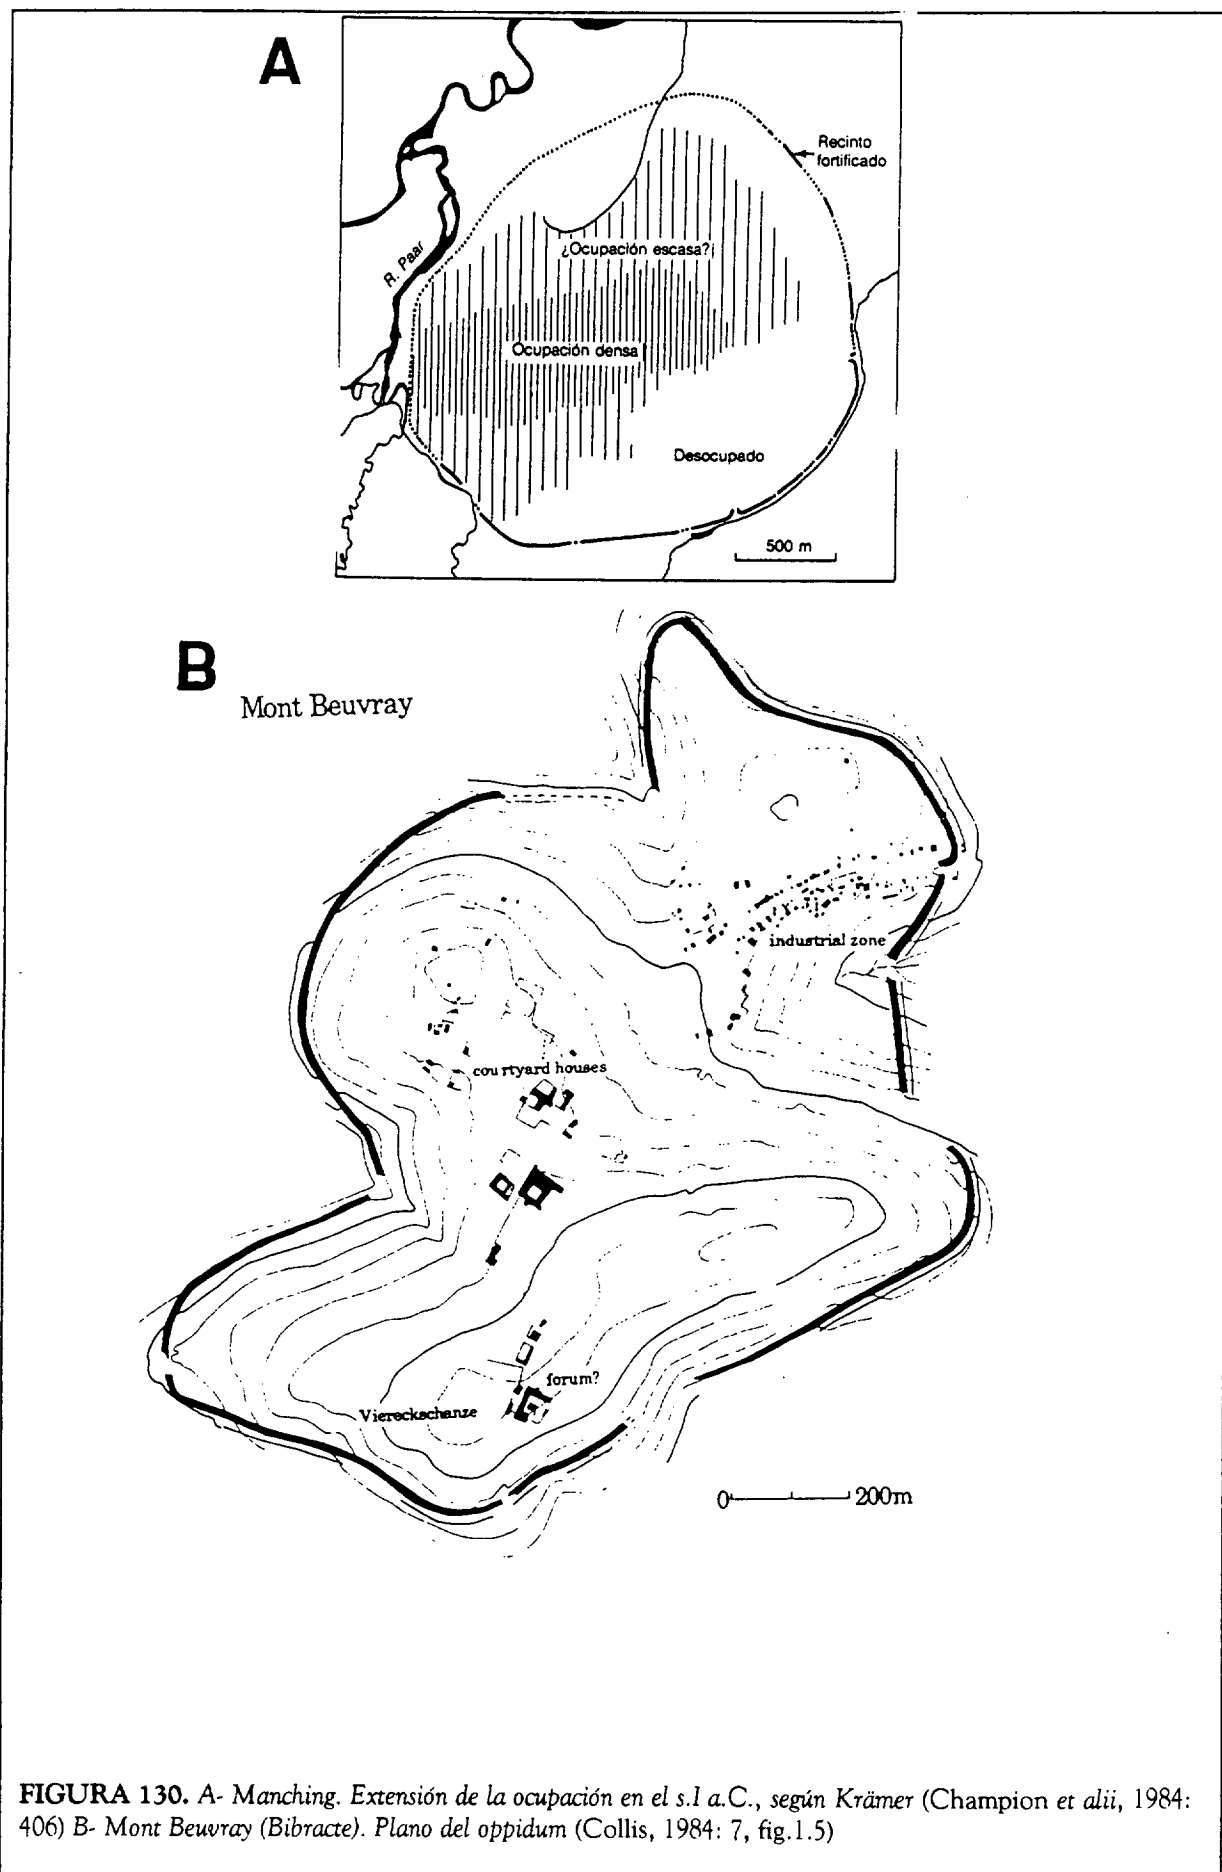 A
Recinto
fortificado
¿Ocupación escasa?
R. Paar
Ocupación densa
Desocupado
500 m
B
Mont Beuvray
industrial zone
courtyard houses
forum?
Viereckschanze
0 200m
FIGURA 130. A- Manching. Extensión de la ocupación en el s.I a.C., según Krämer (Champion et alii, 1984:
406) B- Mont Beuvray (Bibracte). Plano del oppidum (Collis, 1984: 7, fig.1.5)